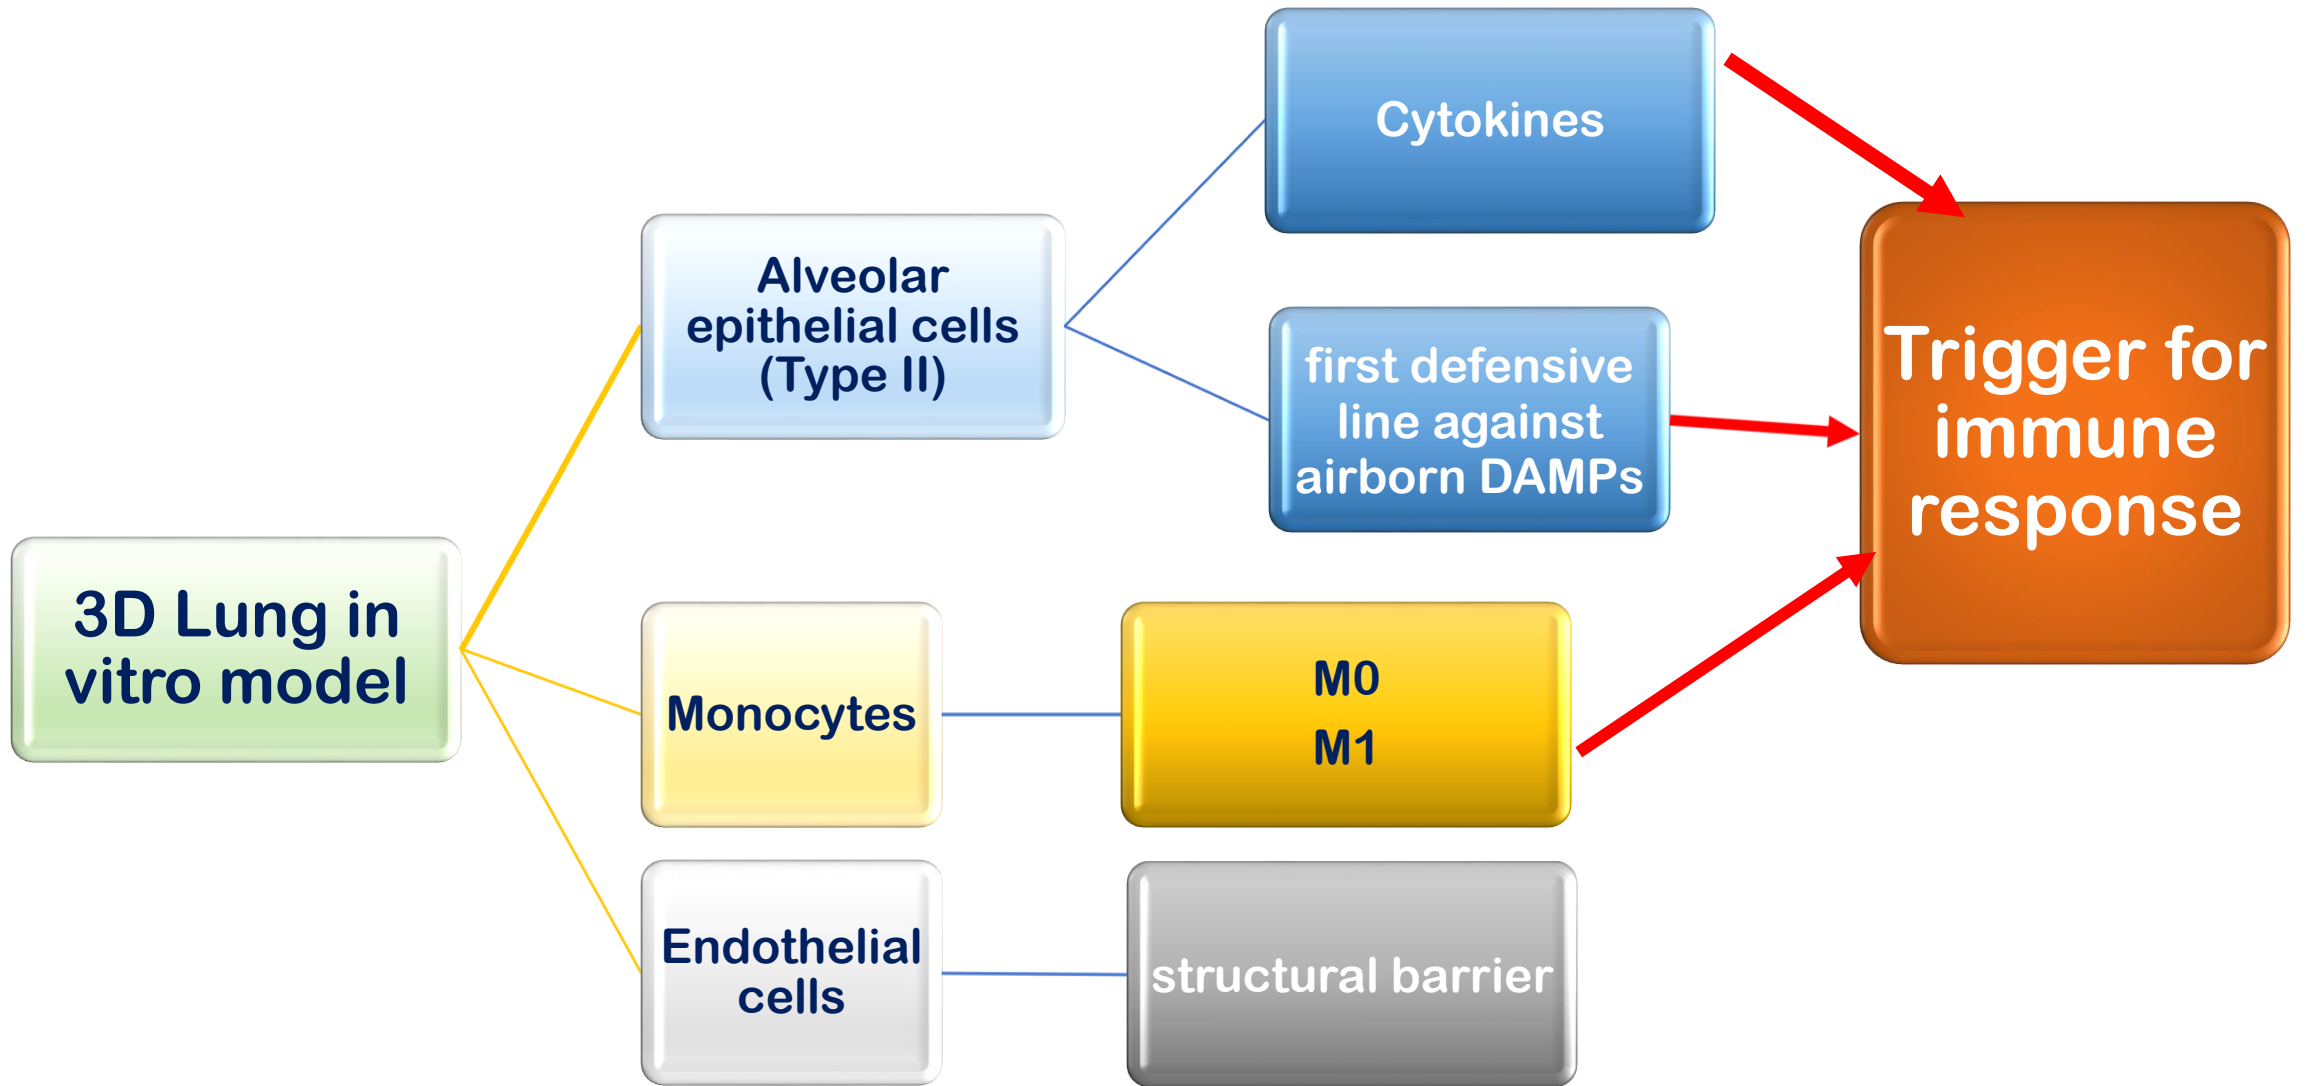 3D Lung in
vitro model
Alveolar
epithelial cells
(Type II)
Cytokines
first defensive
line against
airborn DAMPs
Monocytes
M0
M1
Endothelial
cells
structural barrier
Trigger for
immune
response